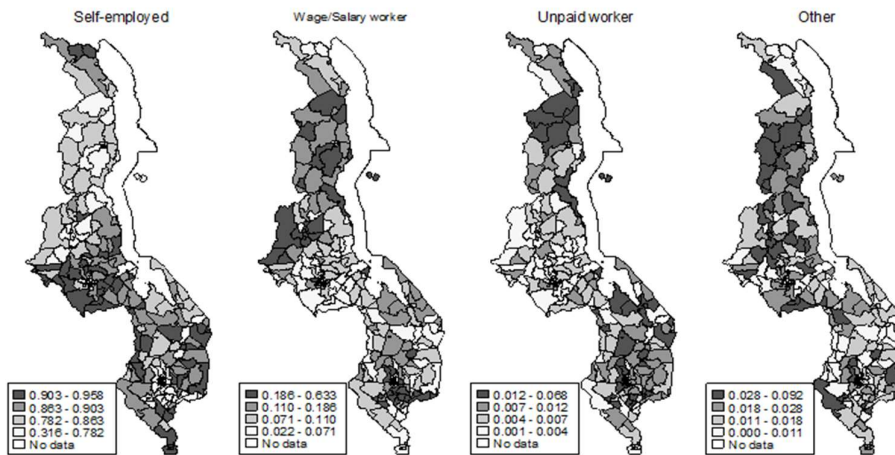 Self-employed
Wage/Salary worker
Unpaid worker
Other
0.903 - 0.958
0.863 - 0.903
0.782 - 0.863
0.316 - 0.782
No data
0.186 - 0.633
0.110 - 0.186
0.071 - 0.110
0.022 - 0.071
No data
0.012 - 0.068
0.007 - 0.012
0.004 - 0.007
0.001 - 0.004
No data
0.028 - 0.092
0.018 - 0.028
0.011 - 0.018
0.000 - 0.011
No data